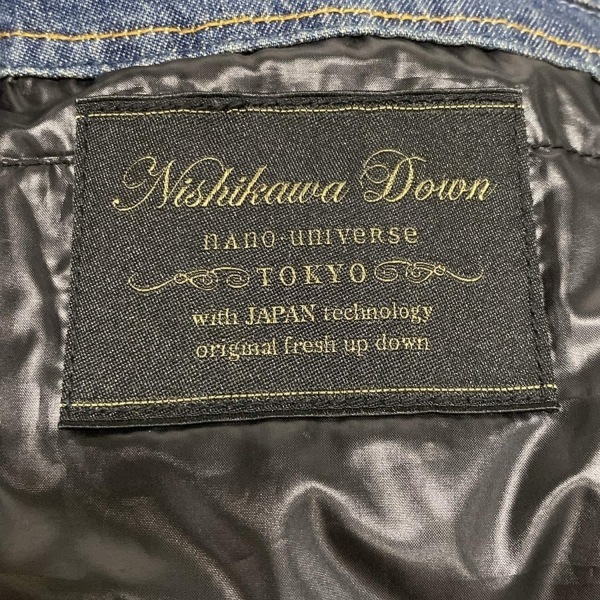 Nishikawa Down
nano·universe
TOKYO
with JAPAN technology
original fresh up down